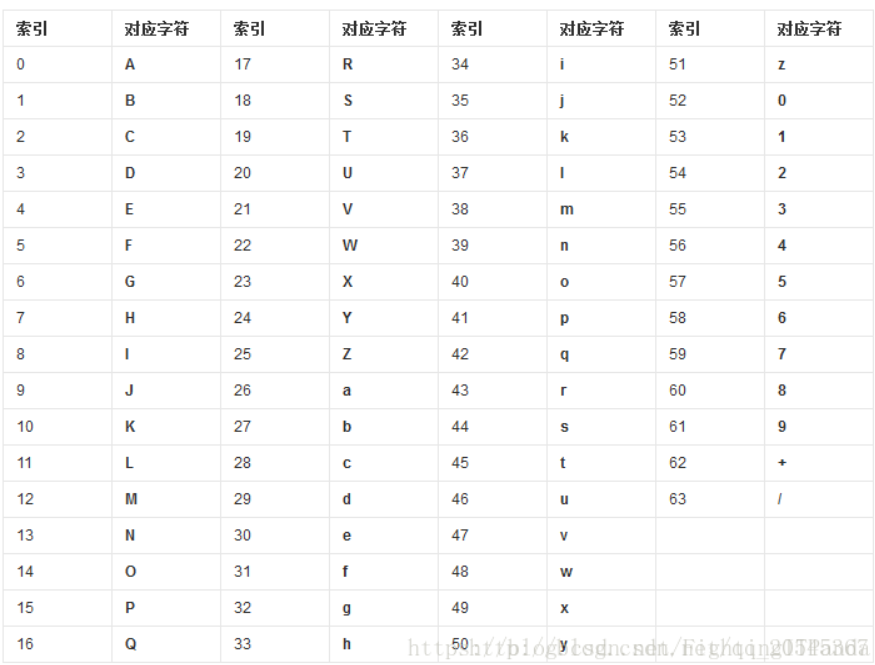 索引 对应字符 索引 对应字符 索引 对应字符 索引 对应字符
0 A 17 R 34 i 51 z
1 B 18 S 35 j 52 0
2 C 19 T 36 k 53 1
3 D 20 U 37 l 54 2
4 E 21 V 38 m 55 3
5 F 22 W 39 n 56 4
6 G 23 X 40 o 57 5
7 H 24 Y 41 p 58 6
8 I 25 Z 42 q 59 7
9 J 26 a 43 r 60 8
10 K 27 b 44 s 61 9
11 L 28 c 45 t 62 +
12 M 29 d 46 u 63 /
13 N 30 e 47 v
14 O 31 f 48 w
15 P 32 g 49 x
16 Q 33 h 50 y